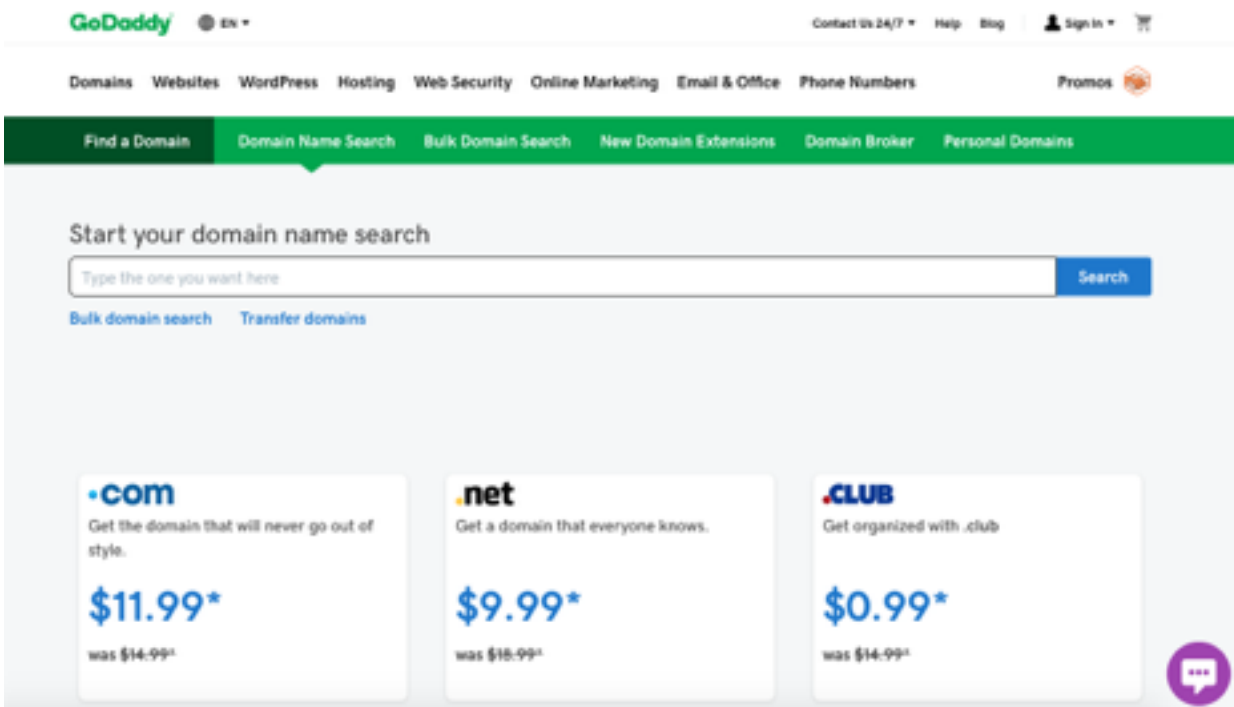 GoDaddy EN Contact Us 24/7 Help Blog Sign In
Domains Websites WordPress Hosting Web Security Online Marketing Email & Office Phone Numbers Promos
Find a Domain Domain Name Search Bulk Domain Search New Domain Extensions Domain Broker Personal Domains
Start your domain name search
Type the one you want here Search
Bulk domain search Transfer domains
.com
Get the domain that will never go out of
style.
$11.99*
was $14.99*
.net
Get a domain that everyone knows.
$9.99*
was $18.99*
.CLUB
Get organized with .club
$0.99*
was $14.99*